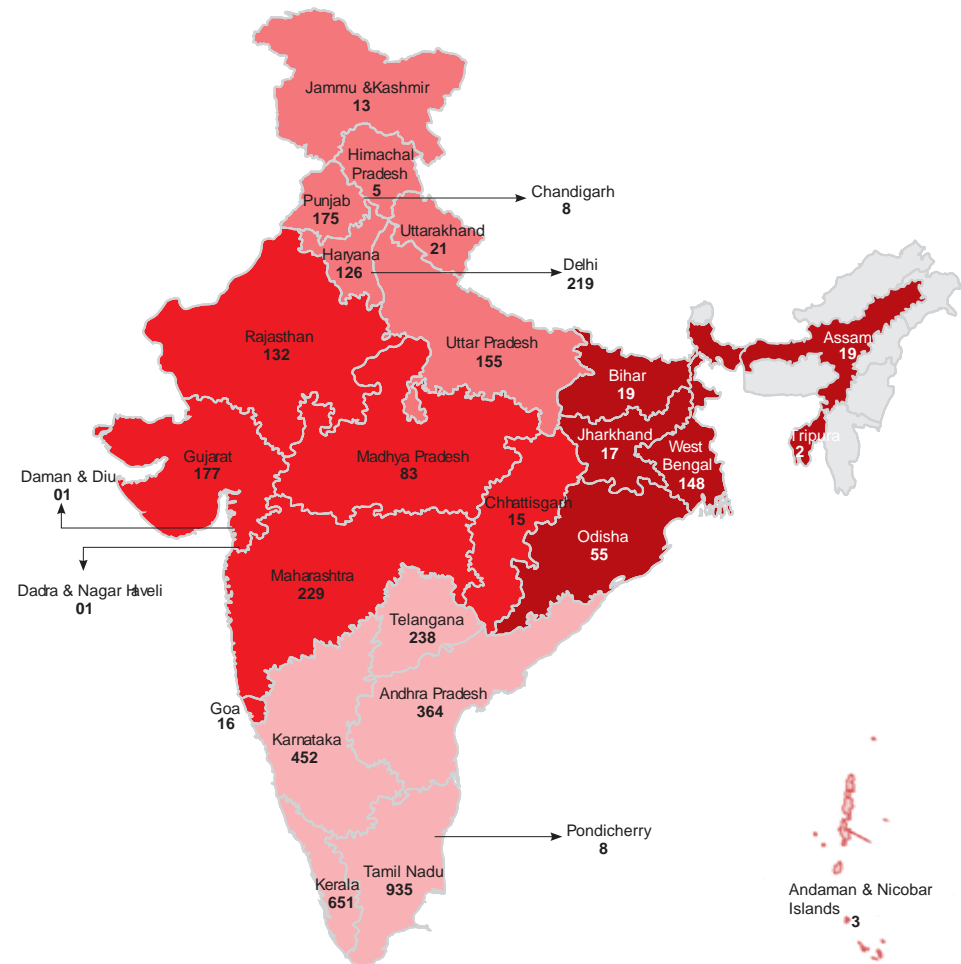 Jammu &Kashmir
13
Himachal
Pradesh
5
Chandigarh
8
Punjab
175
Uttarakhand
21
Haryana
126
Delhi
219
Rajasthan
132
Uttar Pradesh
155
Assam
19
Bihar
19
Tripura
2
Jharkhand
17
West
Bengal
148
Gujarat
177
Madhya Pradesh
83
Daman & Diu
01
Chhattisgarh
15
Odisha
55
Maharashtra
229
Dadra & Nagar Haveli
01
Telangana
238
Andhra Pradesh
364
Goa
16
Karnataka
452
Pondicherry
8
Tamil Nadu
935
Kerala
651
Andaman & Nicobar
Islands
3